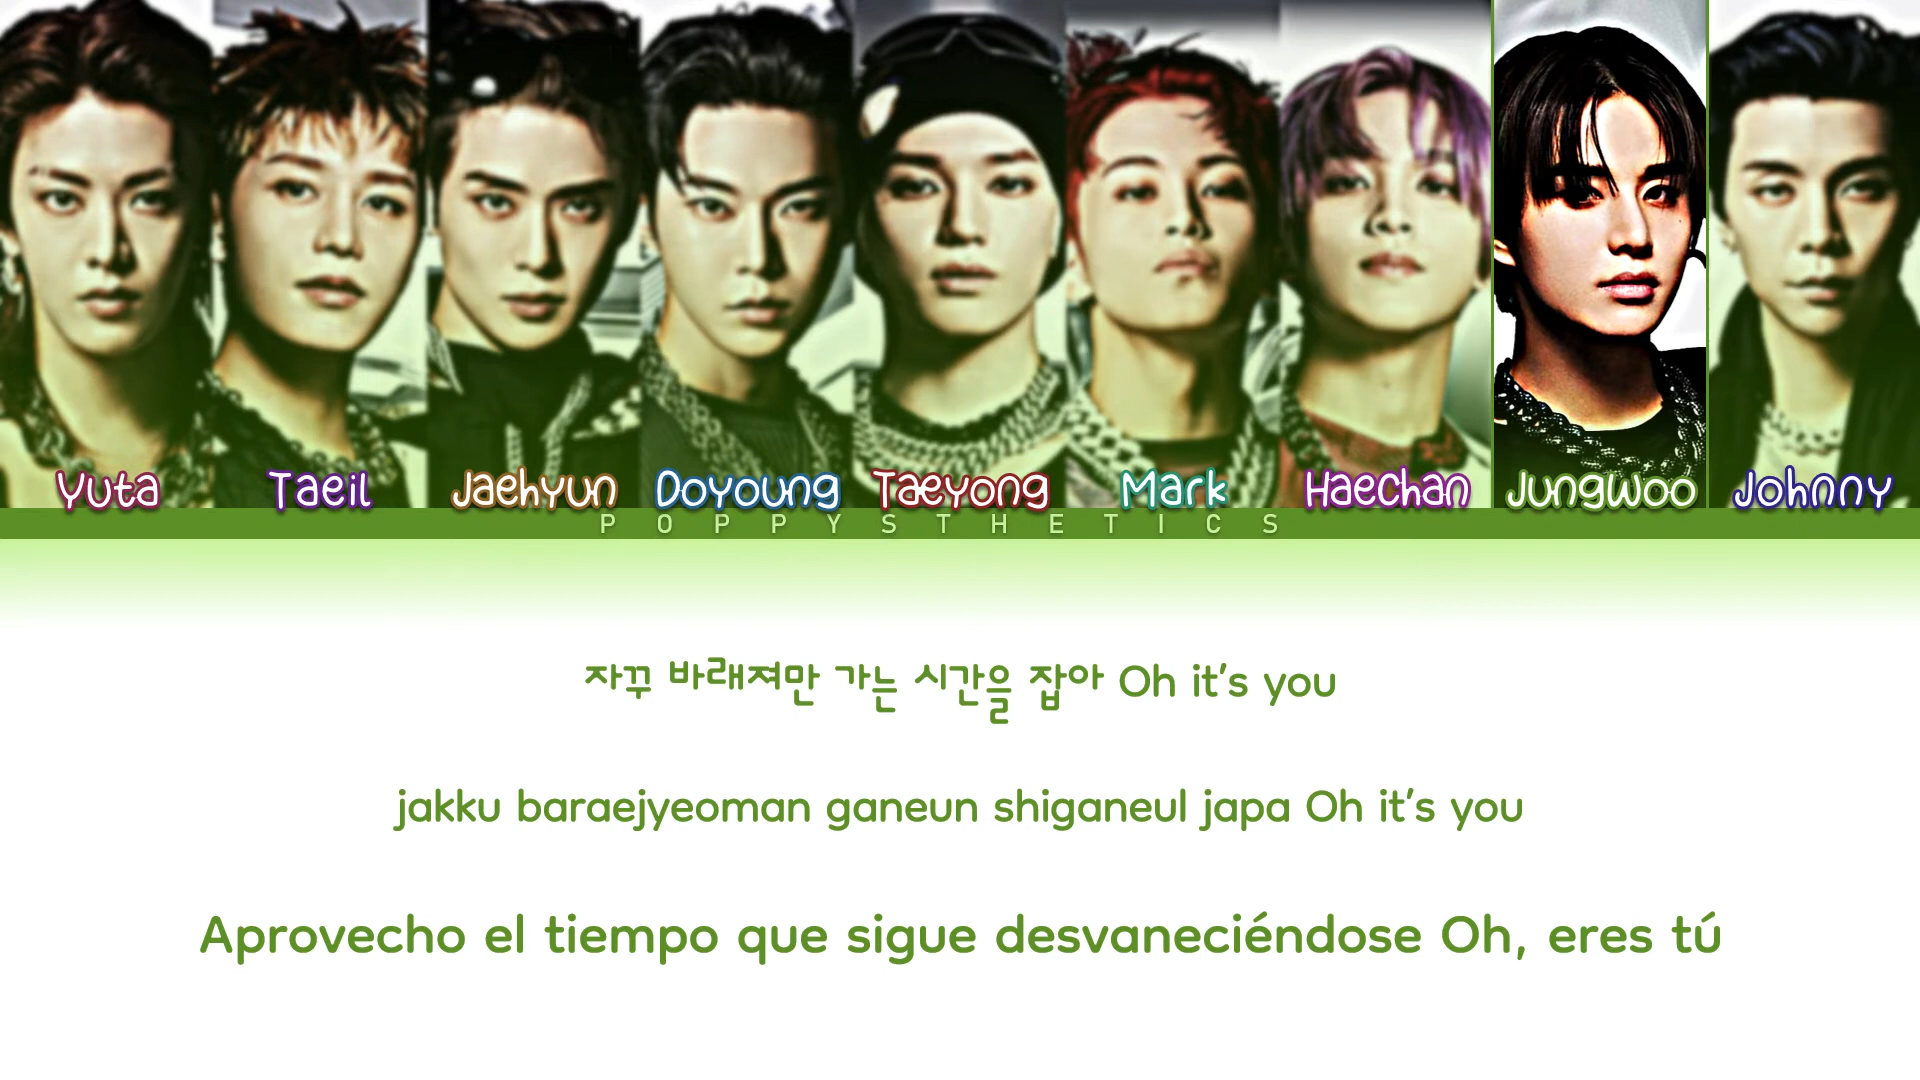 Yuta Taeil Jaehyun Doyoung Taeyong Mark Haechan Jungwoo Johnny
POPPYSTHETICS
자꾸 바래져만 가는 시간을 잡아 Oh it's you
jakku baraejyeoman ganeun shiganeul japa Oh it's you
Aprovecho el tiempo que sigue desvaneciéndose Oh, eres tú